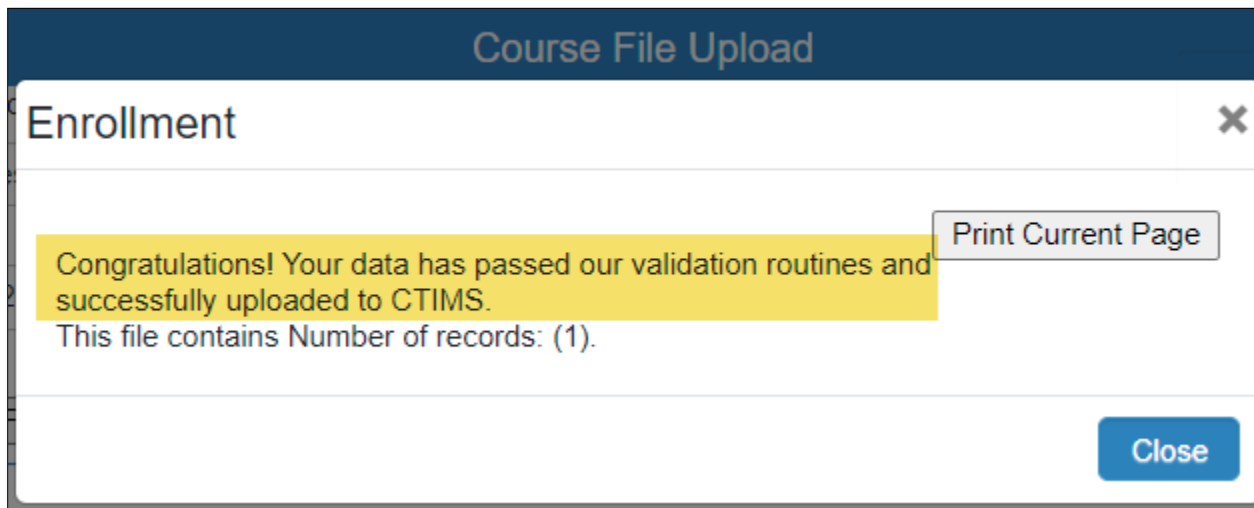 Course File Upload
Enrollment
Print Current Page
Congratulations! Your data has passed our validation routines and
successfully uploaded to CTIMS.
This file contains Number of records: (1).
Close